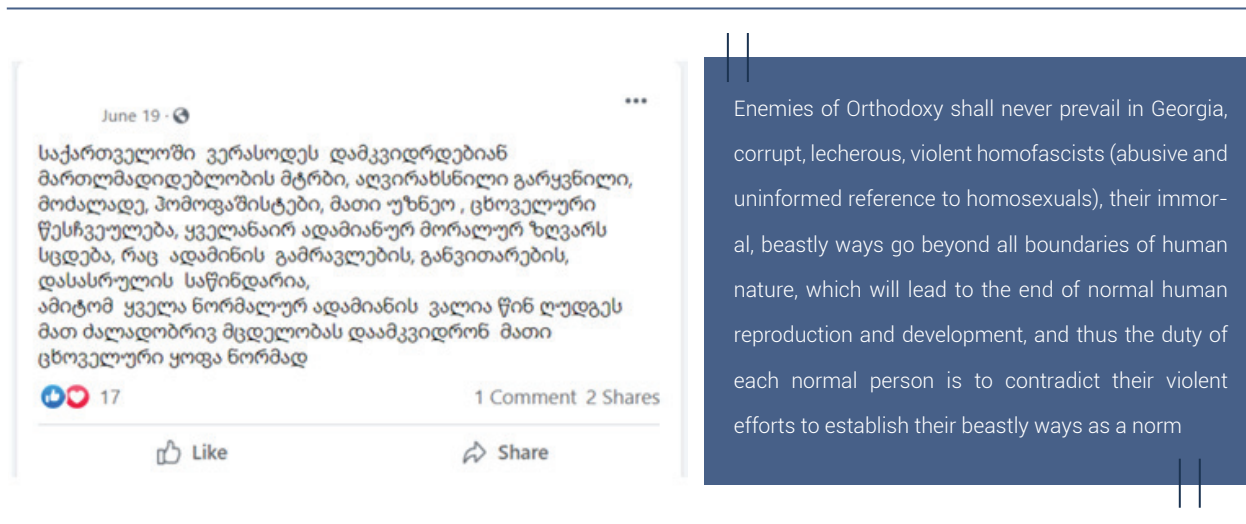 June 19 ·
საქართველოში ვერასოდეს დამკვიდრდებიან
მართლმადიდებლობის მტრბი, აღვირახსნილი გარყვნილი,
მოძალადე, ჰომოფაშისტები, მათი უზნეო , ცხოველური
წესჩვეულება, ყველანაირ ადამიანურ მორალურ ზღვარს
სცდება, რაც ადამინის გამრავლების, განვითარების,
დასასრულის საწინდარია,
ამიტომ ყველა ნორმალურ ადამიანის ვალია წინ ღუდგეს
მათ ძალადობრივ მცდელობას დაამკვიდრონ მათი
ცხოველური ყოფა ნორმად
17
1 Comment 2 Shares
Like
Share
Enemies of Orthodoxy shall never prevail in Georgia,
corrupt, lecherous, violent homofascists (abusive and
uninformed reference to homosexuals), their immor-
al, beastly ways go beyond all boundaries of human
nature, which will lead to the end of normal human
reproduction and development, and thus the duty of
each normal person is to contradict their violent
efforts to establish their beastly ways as a norm